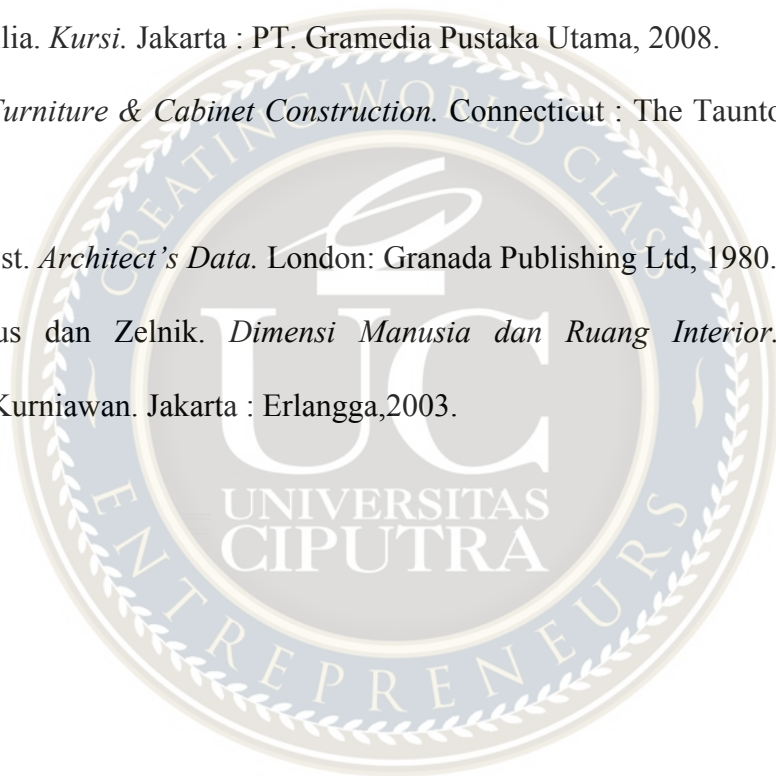 lia. Kursi. Jakarta : PT. Gramedia Pustaka Utama, 2008.
Furniture & Cabinet Construction. Connecticut : The Taunto
st. Architect’s Data. London: Granada Publishing Ltd, 1980.
us dan Zelnik. Dimensi Manusia dan Ruang Interior.
Kurniawan. Jakarta : Erlangga,2003.
CREATING WORLD CLASS
UC
UNIVERSITAS
CIPUTRA
ENTREPRENEURS